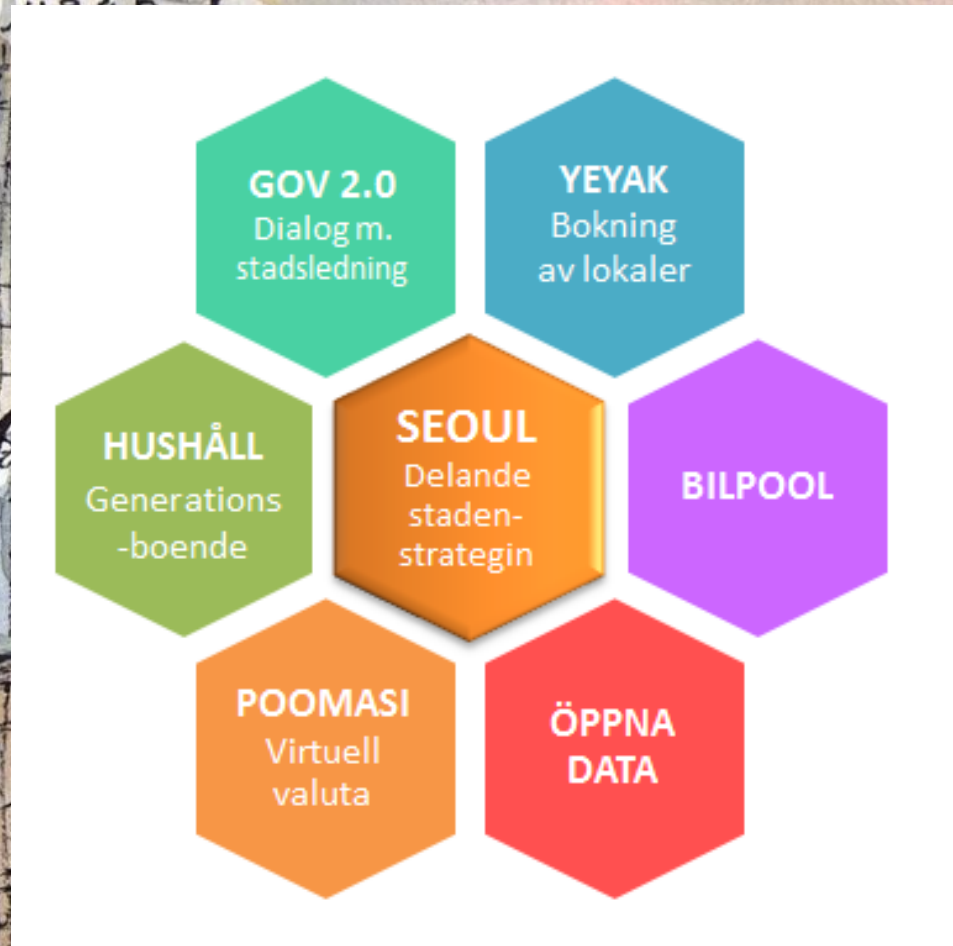 GOV 2.0
Dialog m.
stadsledning
YEYAK
Bokning
av lokaler
HUSHÅLL
Generations
-boende
SEOUL
Delande
staden-
strategin
BILPOOL
POOMASI
Virtuell
valuta
ÖPPNA
DATA